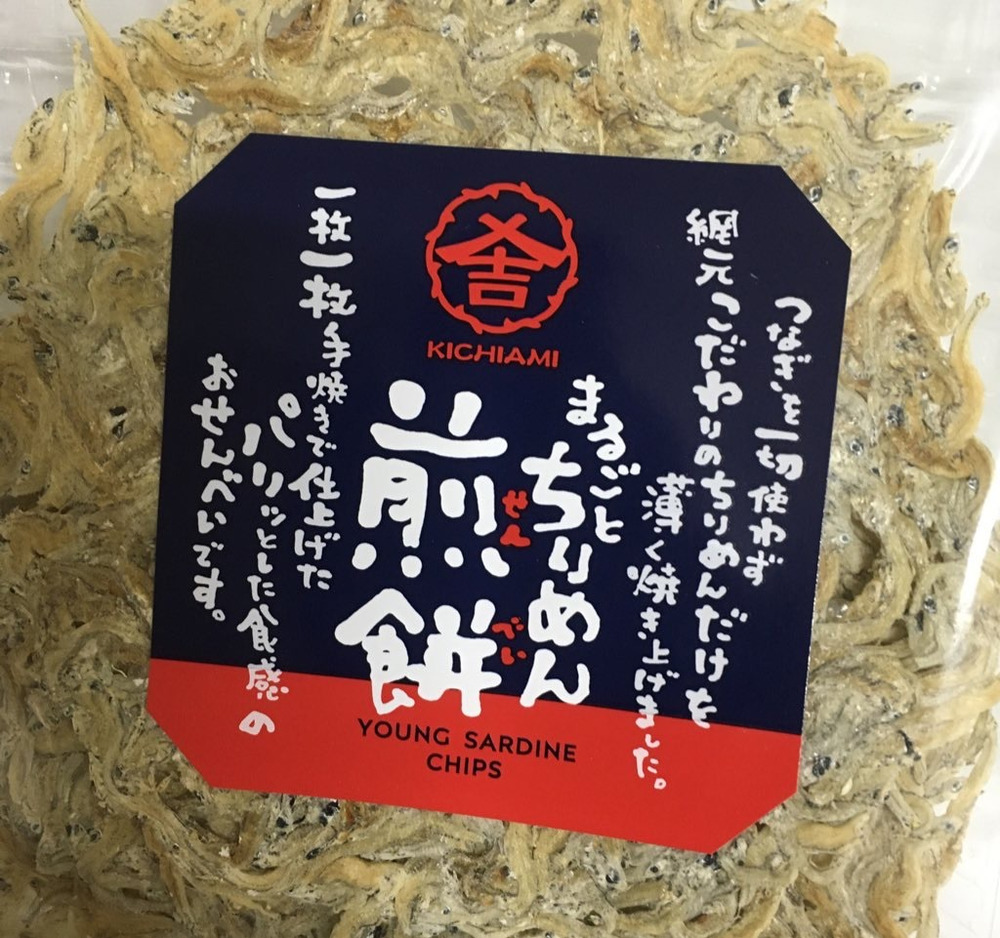 つなぎを一切使わず
網元こだわりのちりめんだけを
薄く焼き上げました。
まるごと
ちりめん
煎餅
せんべい
吉
KICHIAMI
一枚一枚手焼きで仕上げた
パリッとした食感の
おせんべいです。
YOUNG SARDINE
CHIPS